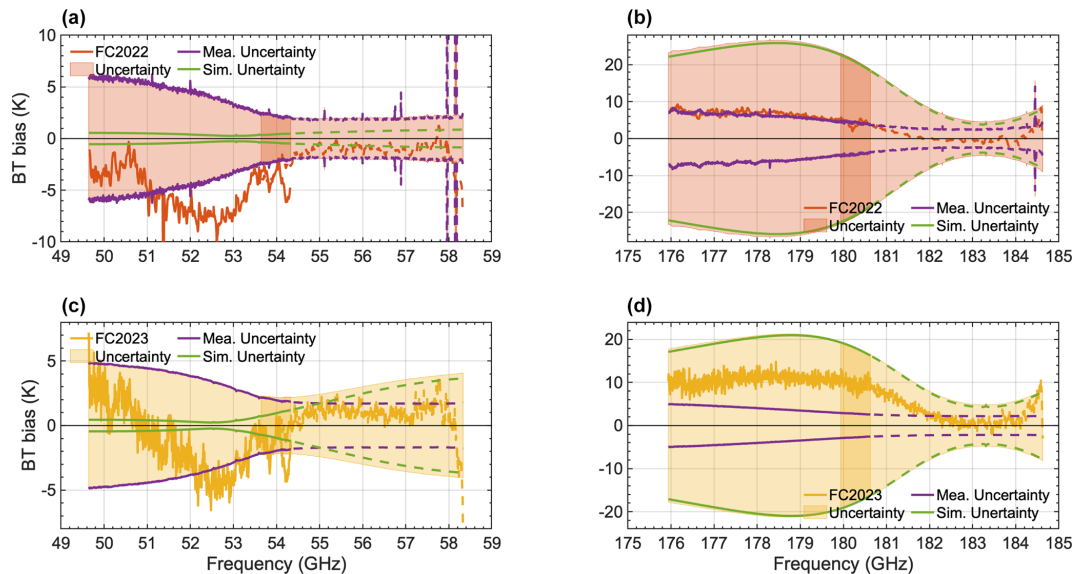 (a)
FC2022 Mea. Uncertainty
Uncertainty Sim. Unertainty
BT bias (K)
10
5
0
-5
-10
49 50 51 52 53 54 55 56 57 58 59
(b)
20
10
0
-10
-20
FC2022 Mea. Uncertainty
Uncertainty Sim. Unertainty
175 176 177 178 179 180 181 182 183 184 185
(c)
FC2023 Mea. Uncertainty
Uncertainty Sim. Unertainty
BT bias (K)
5
0
-5
49 50 51 52 53 54 55 56 57 58 59
Frequency (GHz)
(d)
20
10
0
-10
-20
FC2023 Mea. Uncertainty
Uncertainty Sim. Unertainty
175 176 177 178 179 180 181 182 183 184 185
Frequency (GHz)